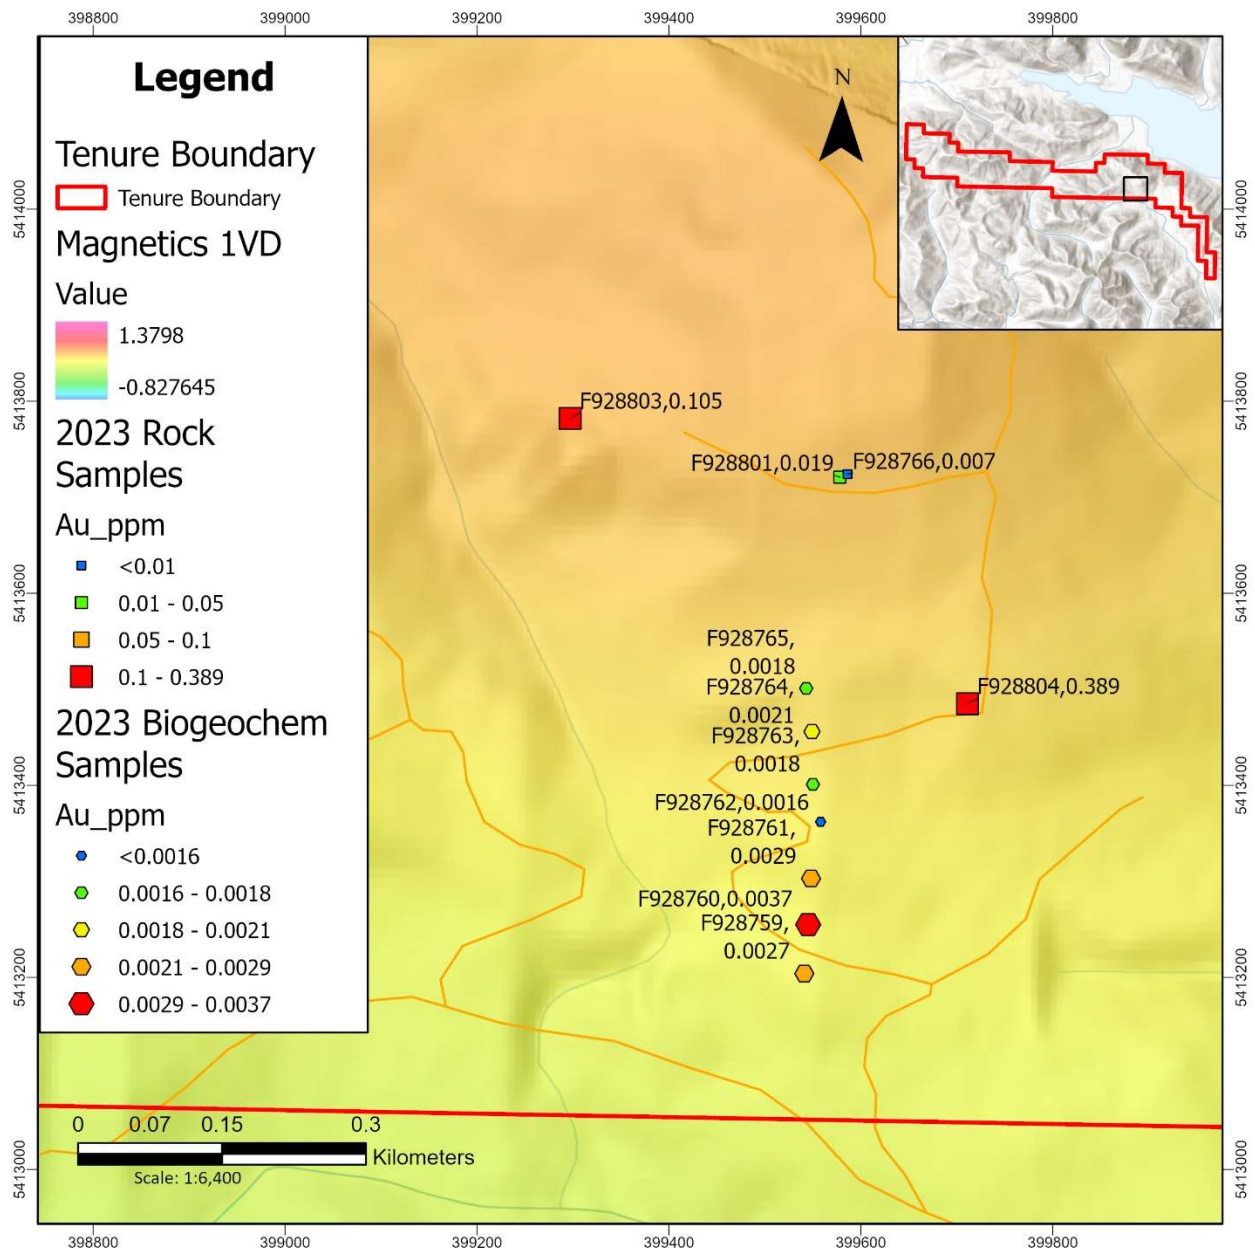 398800
399000
399200
399400
399600
399800
Legend
Tenure Boundary
Tenure Boundary
Magnetics 1VD
Value
1.3798
-0.827645
2023 Rock
Samples
Au_ppm
<0.01
0.01 - 0.05
0.05 - 0.1
0.1 - 0.389
2023 Biogeochem
Samples
Au_ppm
<0.0016
0.0016 - 0.0018
0.0018 - 0.0021
0.0021 - 0.0029
0.0029 - 0.0037
N
5414000
5413800
5413600
5413400
5413200
5413000
F928803,0.105
F928801,0.019
F928766,0.007
F928765,
0.0018
F928764,
0.0021
F928763,
0.0018
F928804,0.389
F928762,0.0016
F928761,
0.0029
F928760,0.0037
F928759,
0.0027
5414000
5413800
5413600
5413400
5413200
5413000
0 0.07 0.15 0.3
Kilometers
Scale: 1:6,400
398800
399000
399200
399400
399600
399800